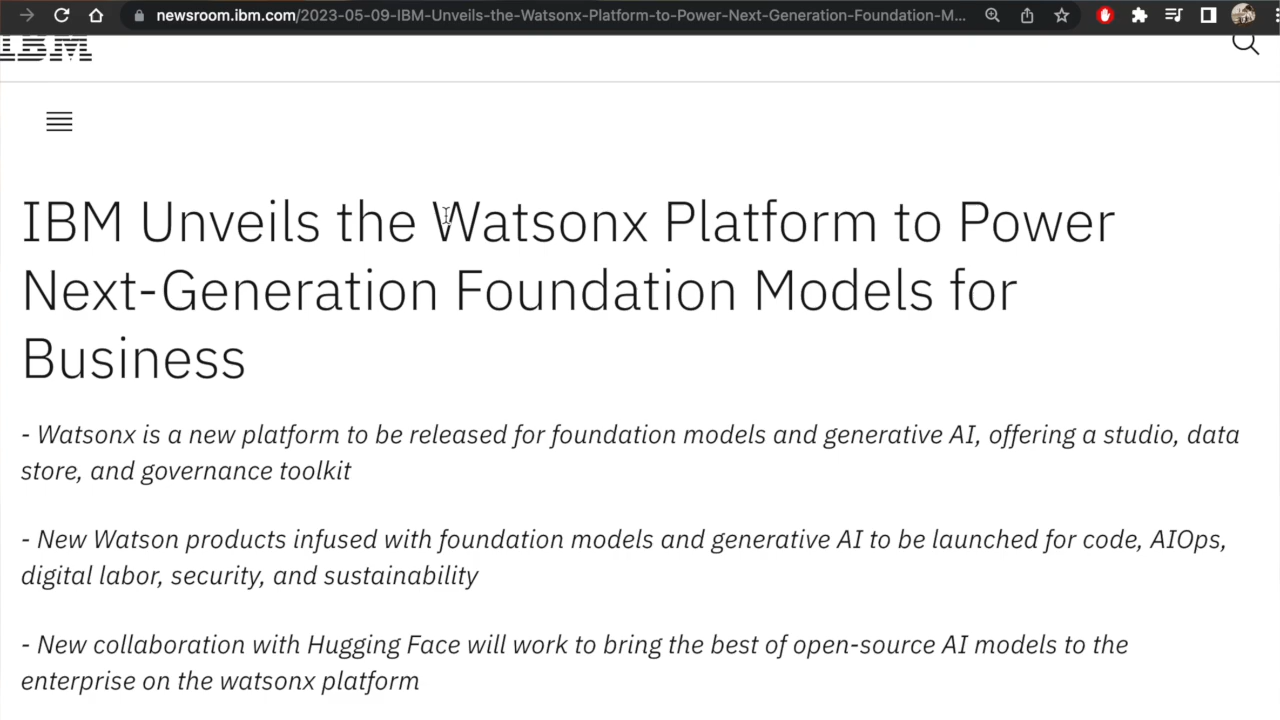 newsroom.ibm.com/2023-05-09-IBM-Unveils-the-Watsonx-Platform-to-Power-Next-Generation-Foundation-M...
IBM
IBM Unveils the Watsonx Platform to Power
Next-Generation Foundation Models for
Business
- Watsonx is a new platform to be released for foundation models and generative AI, offering a studio, data
store, and governance toolkit
- New Watson products infused with foundation models and generative AI to be launched for code, AIOps,
digital labor, security, and sustainability
- New collaboration with Hugging Face will work to bring the best of open-source AI models to the
enterprise on the watsonx platform